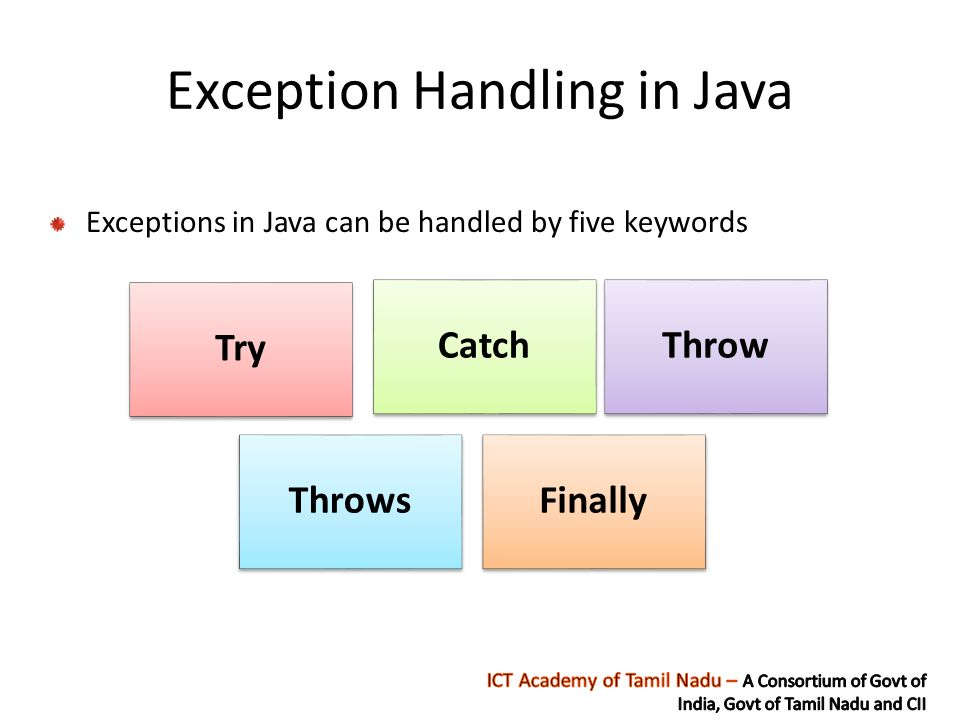 Exception Handling in Java
Exceptions in Java can be handled by five keywords
Try
Catch
Throw
Throws
Finally
ICT Academy of Tamil Nadu – A Consortium of Govt of
India, Govt of Tamil Nadu and CII